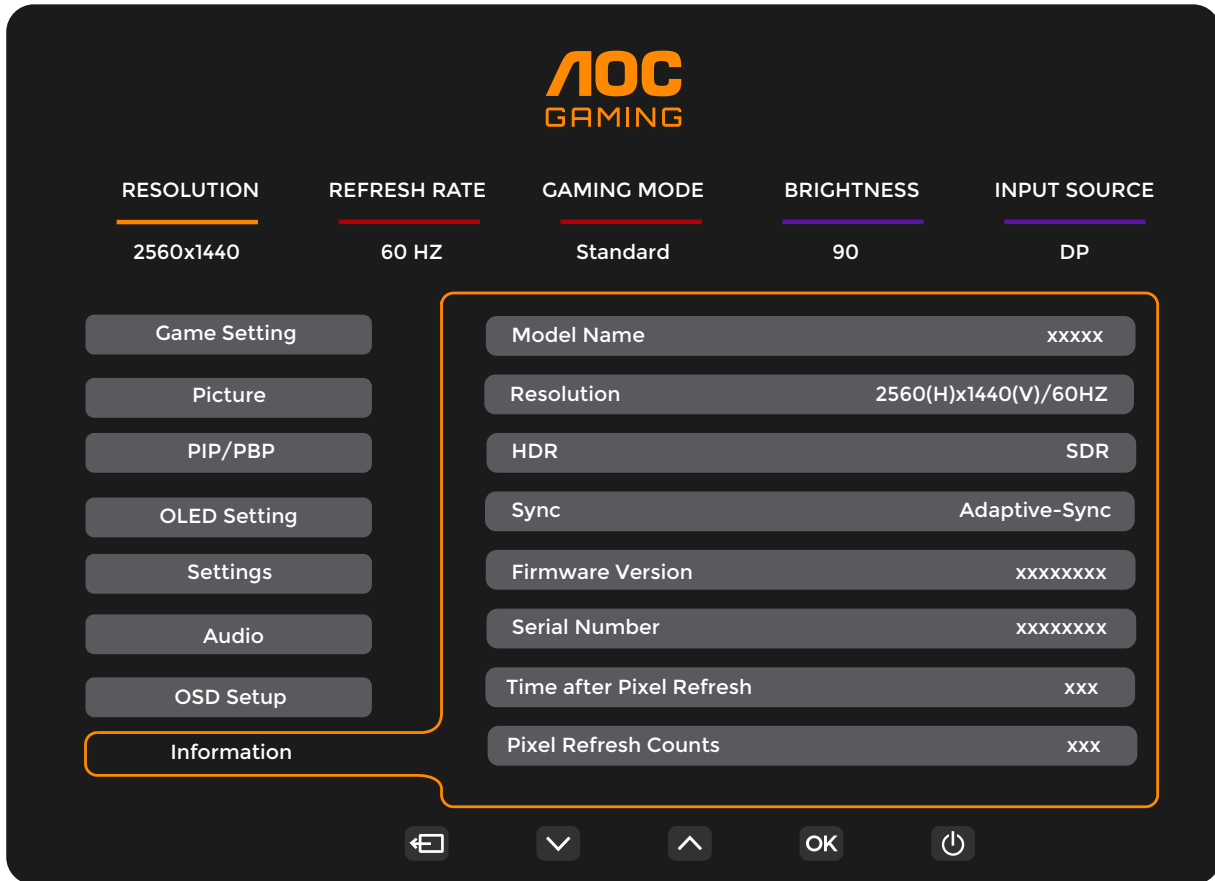 AOC
GAMING
RESOLUTION REFRESH RATE GAMING MODE BRIGHTNESS INPUT SOURCE
2560x1440 60 HZ Standard 90 DP
Game Setting
Picture
PIP/PBP
OLED Setting
Settings
Audio
OSD Setup
Information
Model Name xxxxx
Resolution 2560(H)x1440(V)/60HZ
HDR SDR
Sync Adaptive-Sync
Firmware Version xxxxxxxx
Serial Number xxxxxxxx
Time after Pixel Refresh xxx
Pixel Refresh Counts xxx
OK